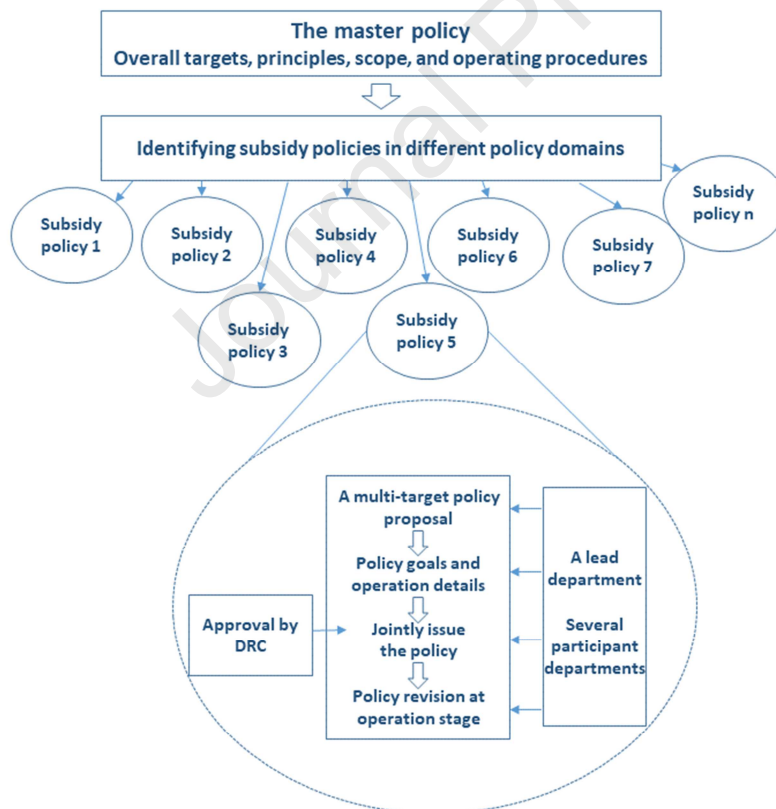 The master policy
Overall targets, principles, scope, and operating procedures
Identifying subsidy policies in different policy domains
Subsidy
policy 1
Subsidy
policy 2
Subsidy
policy 3
Subsidy
policy 4
Subsidy
policy 5
Subsidy
policy 6
Subsidy
policy 7
Subsidy
policy n
A multi-target policy
proposal
Policy goals and
operation details
Jointly issue
the policy
Policy revision at
operation stage
Approval by
DRC
A lead
department
Several
participant
departments
Journal Pr